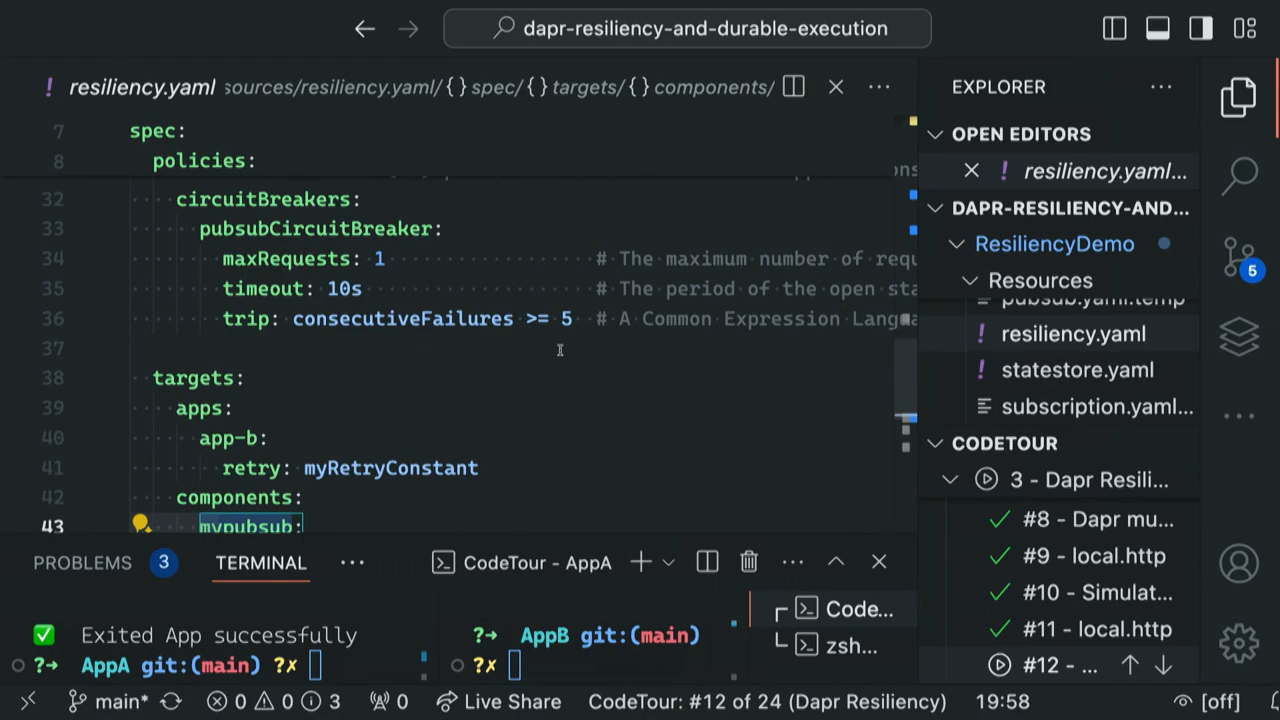 dapr-resiliency-and-durable-execution
! resiliency.yaml sources/resiliency.yaml/{} spec/{} targets/{} components/ ...
7 spec:
8 policies:
32 circuitBreakers:
33 pubsubCircuitBreaker:
34 maxRequests: 1 # The maximum number of requ
35 timeout: 10s # The period of the open sta
36 trip: consecutiveFailures >= 5 # A Common Expression Langua
37
38 targets:
39 apps:
40 app-b:
41 retry: myRetryConstant
42 components:
43 mypubsub:
EXPLORER ...
OPEN EDITORS
! resiliency.yaml...
DAPR-RESILIENCY-AND...
ResiliencyDemo
Resources
pubsub.yaml.temp
! resiliency.yaml
! statestore.yaml
subscription.yaml...
CODETOUR
3 - Dapr Resili...
#8 - Dapr mu...
#9 - local.http
#10 - Simulat...
#11 - local.http
#12 - ...
5
PROBLEMS 3 TERMINAL ... CodeTour - AppA
✅ Exited App successfully
?→ AppA git:(main) ?✗
?→ AppB git:(main)
?✗
Code...
zsh...
main* 0 0 3 0 Live Share CodeTour: #12 of 24 (Dapr Resiliency) 19:58 [off]